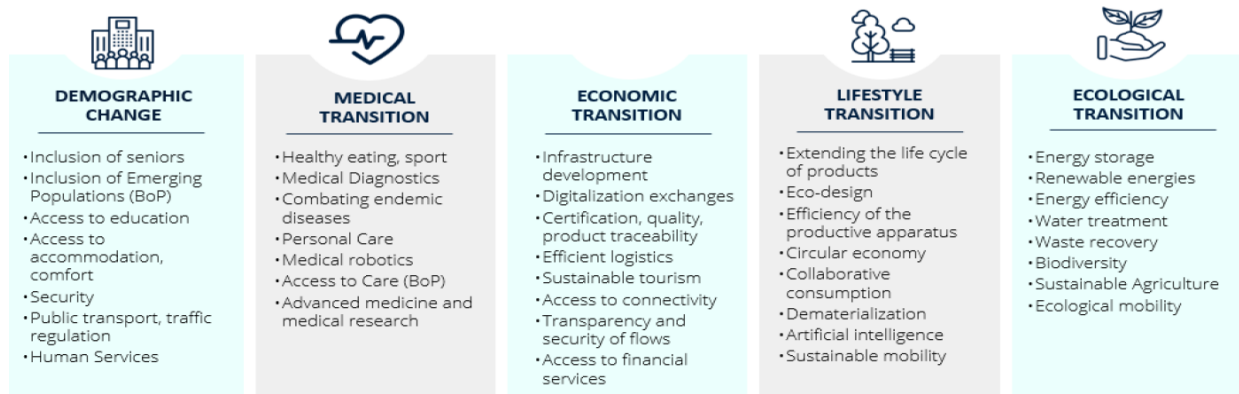 DEMOGRAPHIC
CHANGE
•Inclusion of seniors
•Inclusion of Emerging
Populations (BoP)
•Access to education
•Access to
accommodation,
comfort
•Security
•Public transport, traffic
regulation
•Human Services
MEDICAL
TRANSITION
•Healthy eating, sport
•Medical Diagnostics
•Combating endemic
diseases
•Personal Care
•Medical robotics
•Access to Care (BoP)
•Advanced medicine and
medical research
ECONOMIC
TRANSITION
•Infrastructure
development
•Digitalization exchanges
•Certification, quality,
product traceability
•Efficient logistics
•Sustainable tourism
•Access to connectivity
•Transparency and
security of flows
•Access to financial
services
LIFESTYLE
TRANSITION
•Extending the life cycle
of products
•Eco-design
•Efficiency of the
productive apparatus
•Circular economy
•Collaborative
consumption
•Dematerialization
•Artificial intelligence
•Sustainable mobility
ECOLOGICAL
TRANSITION
•Energy storage
•Renewable energies
•Energy efficiency
•Water treatment
•Waste recovery
•Biodiversity
•Sustainable Agriculture
•Ecological mobility